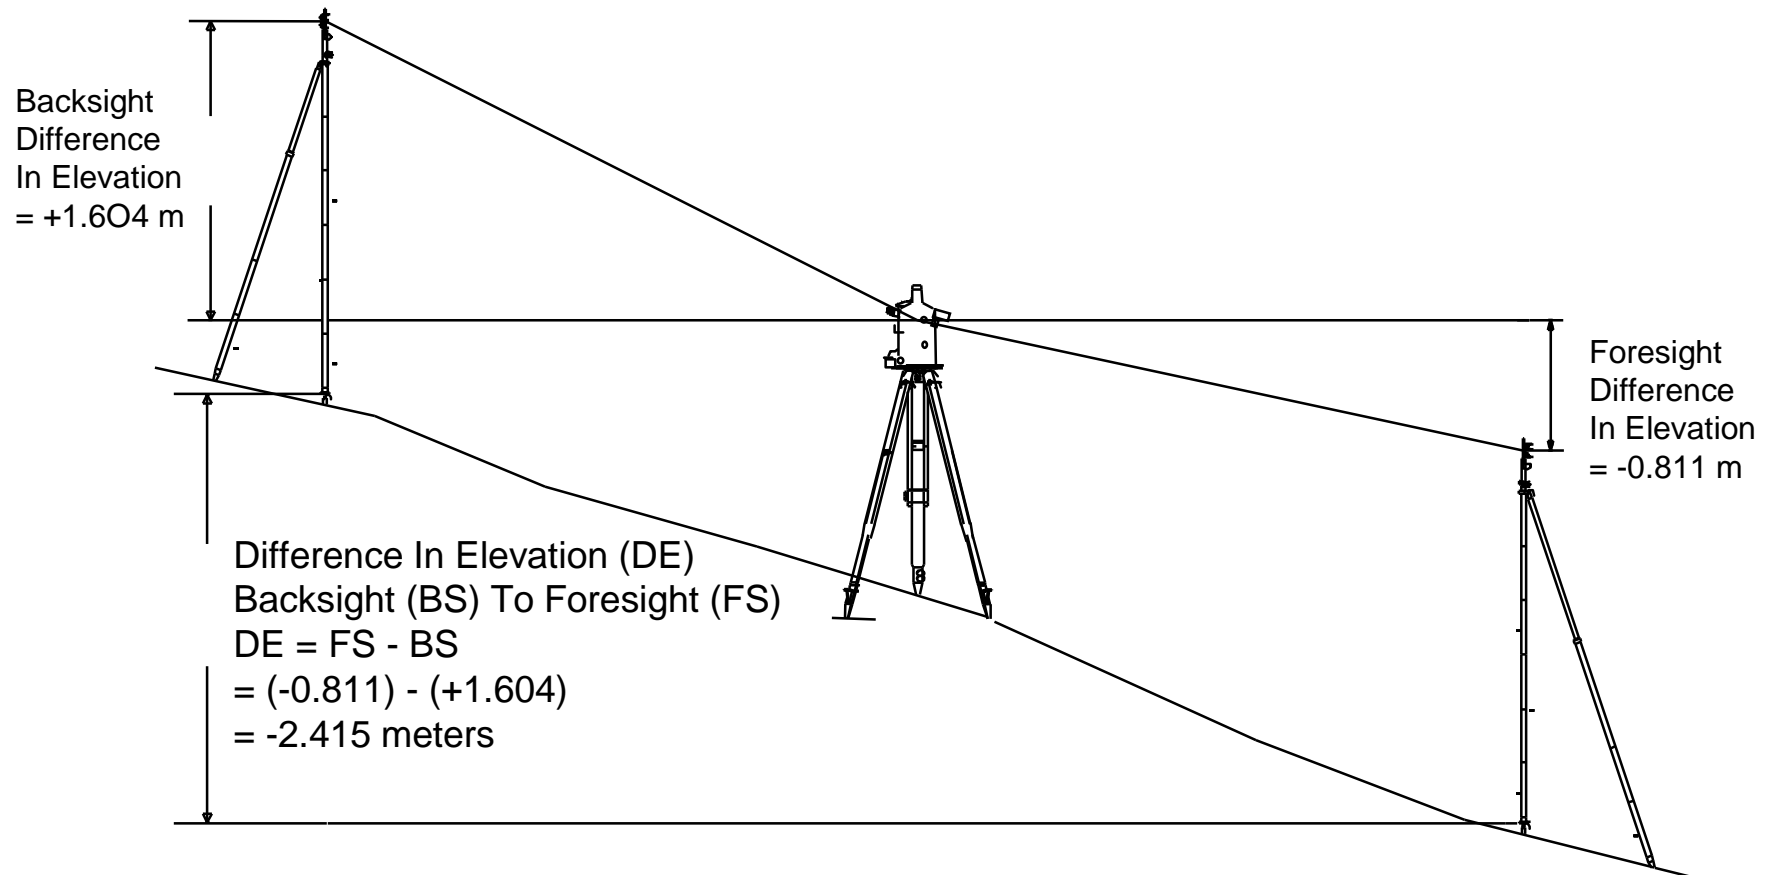 Backsight
Difference
In Elevation
= +1.6O4 m
Foresight
Difference
In Elevation
= -0.811 m
Difference In Elevation (DE)
Backsight (BS) To Foresight (FS)
DE = FS - BS
= (-0.811) - (+1.604)
= -2.415 meters